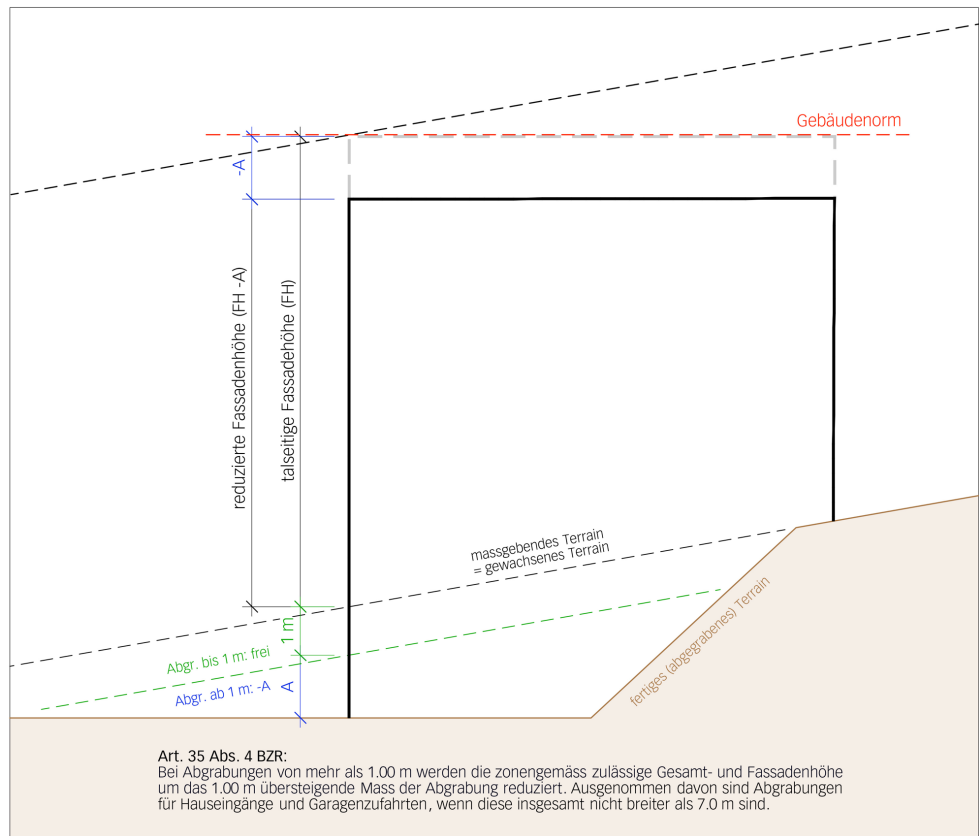 Gebäudenorm
-A
reduzierte Fassadenhöhe (FH -A)
talseitige Fassadehöhe (FH)
massgebendes Terrain
= gewachsenes Terrain
1 m
Abgr. bis 1 m: frei
Abgr. ab 1 m: -A
A
fertiges (abgegrabenes) Terrain
Art. 35 Abs. 4 BZR:
Bei Abgrabungen von mehr als 1.00 m werden die zonengemäss zulässige Gesamt- und Fassadenhöhe
um das 1.00 m übersteigende Mass der Abgrabung reduziert. Ausgenommen davon sind Abgrabungen
für Hauseingänge und Garagenzufahrten, wenn diese insgesamt nicht breiter als 7.0 m sind.